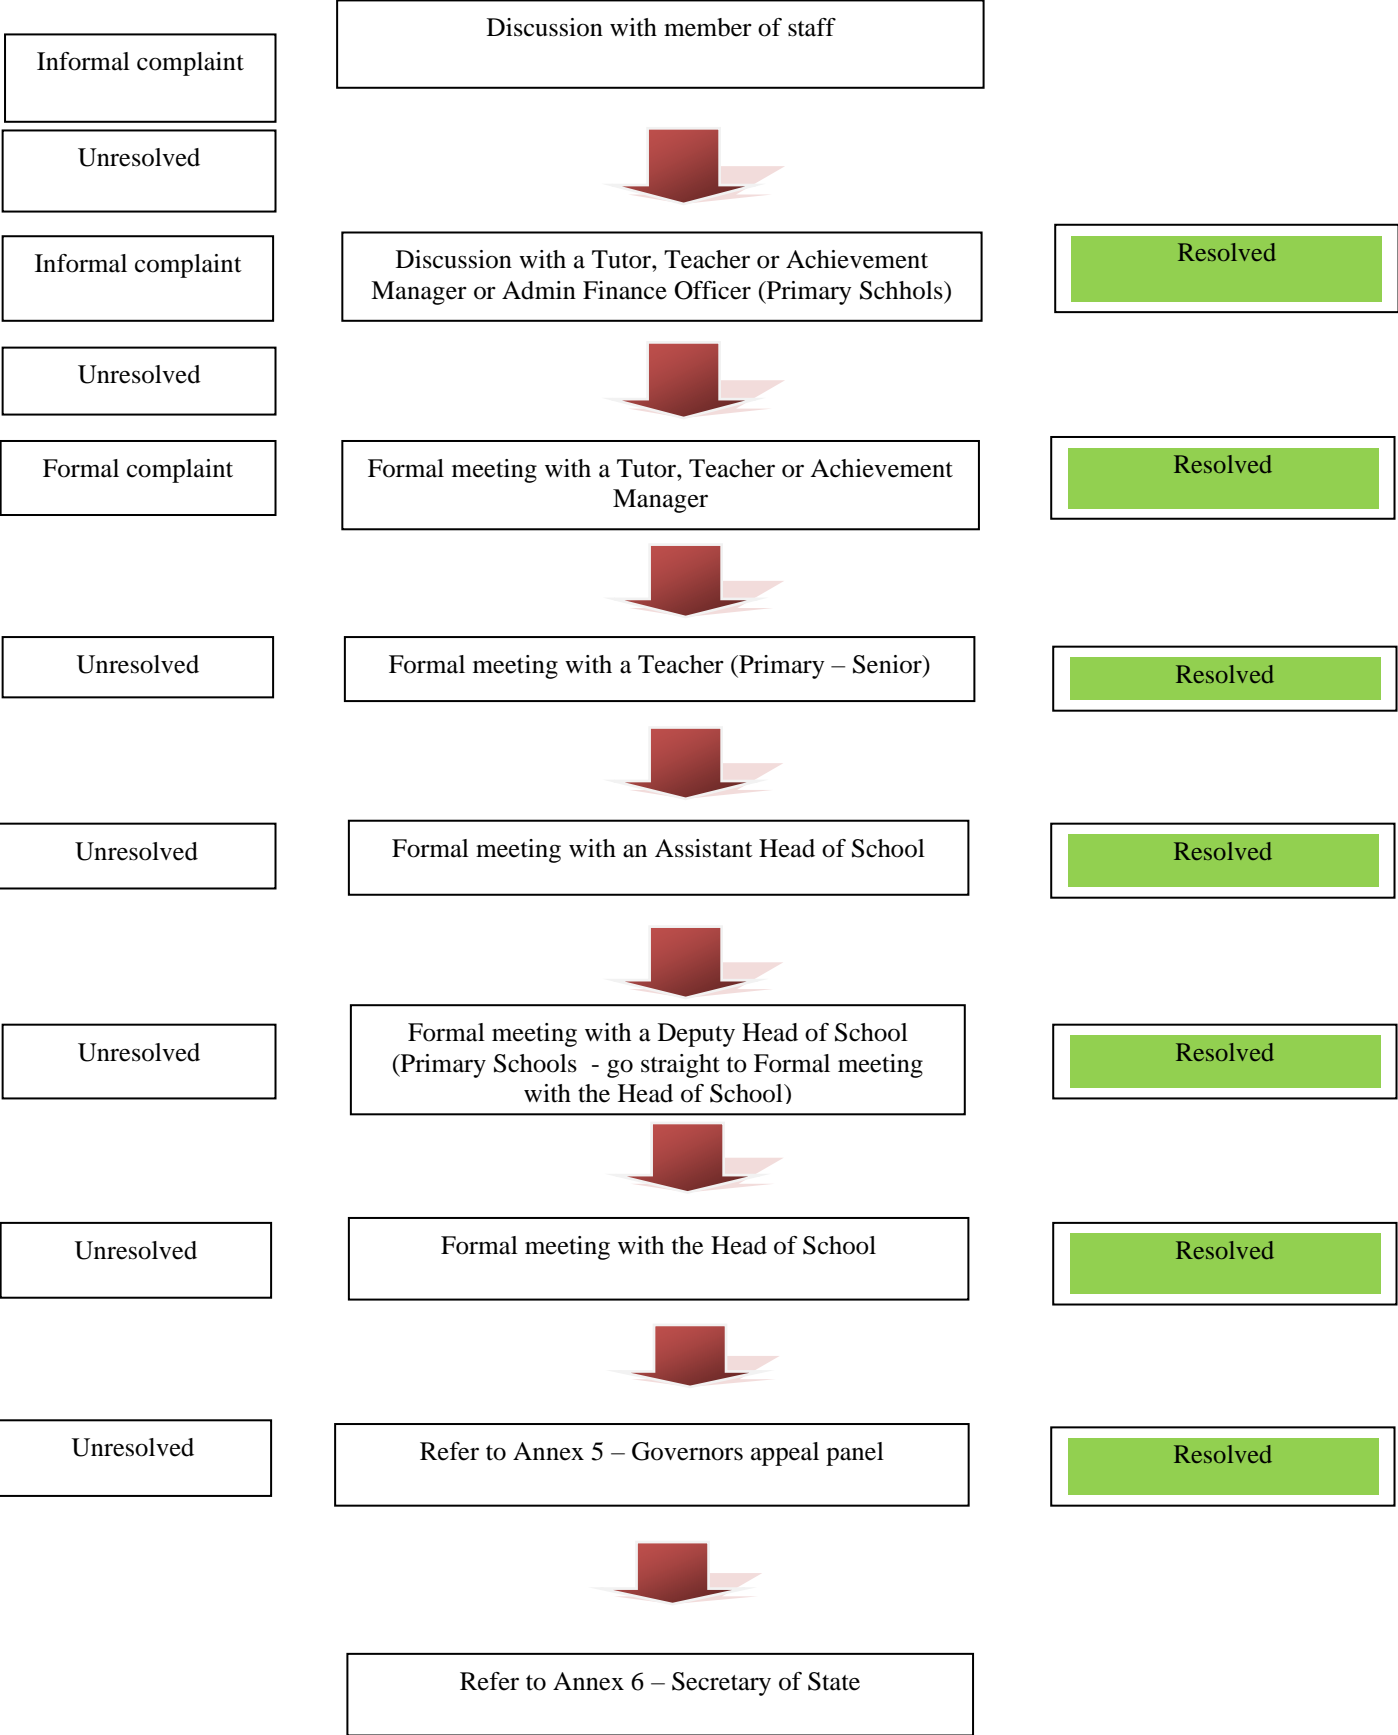 Discussion with member of staff
Informal complaint
Unresolved
Informal complaint
Discussion with a Tutor, Teacher or Achievement
Manager or Admin Finance Officer (Primary Schhols)
Resolved
Unresolved
Formal complaint
Formal meeting with a Tutor, Teacher or Achievement
Manager
Resolved
Unresolved
Formal meeting with a Teacher (Primary – Senior)
Resolved
Unresolved
Formal meeting with an Assistant Head of School
Resolved
Unresolved
Formal meeting with a Deputy Head of School
(Primary Schools - go straight to Formal meeting
with the Head of School)
Resolved
Unresolved
Formal meeting with the Head of School
Resolved
Unresolved
Refer to Annex 5 – Governors appeal panel
Resolved
Refer to Annex 6 – Secretary of State